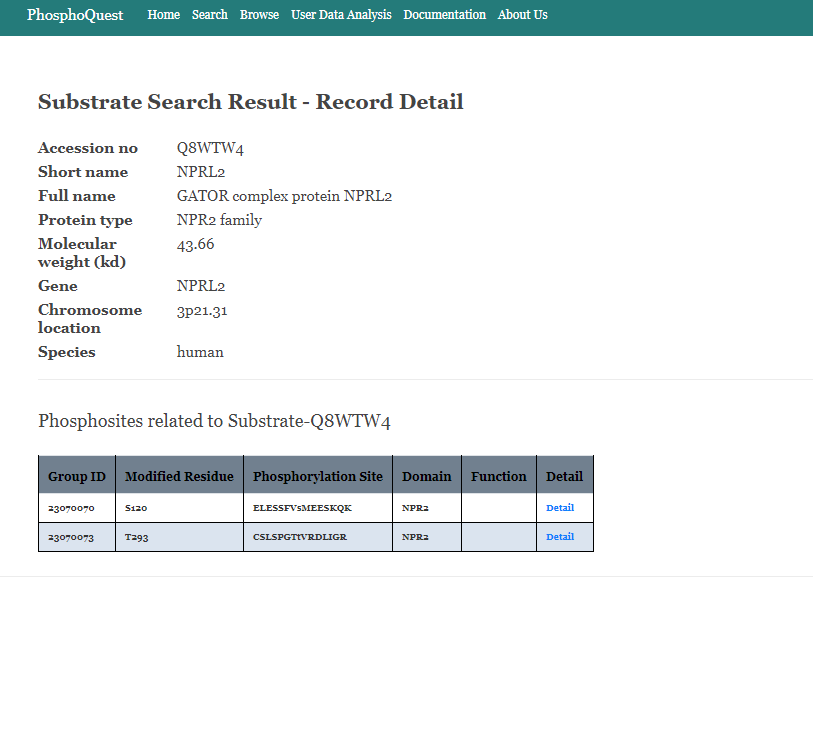 PhosphoQuest Home Search Browse User Data Analysis Documentation About Us
Substrate Search Result - Record Detail
Accession no Q8WTW4
Short name NPRL2
Full name GATOR complex protein NPRL2
Protein type NPR2 family
Molecular weight (kd) 43.66
Gene NPRL2
Chromosome location 3p21.31
Species human
Phosphosites related to Substrate-Q8WTW4
Group ID Modified Residue Phosphorylation Site Domain Function Detail
23070070 S120 ELESSFVsMEESKQK NPR2 Detail
23070073 T293 CSLSPGTtVRDLIGR NPR2 Detail